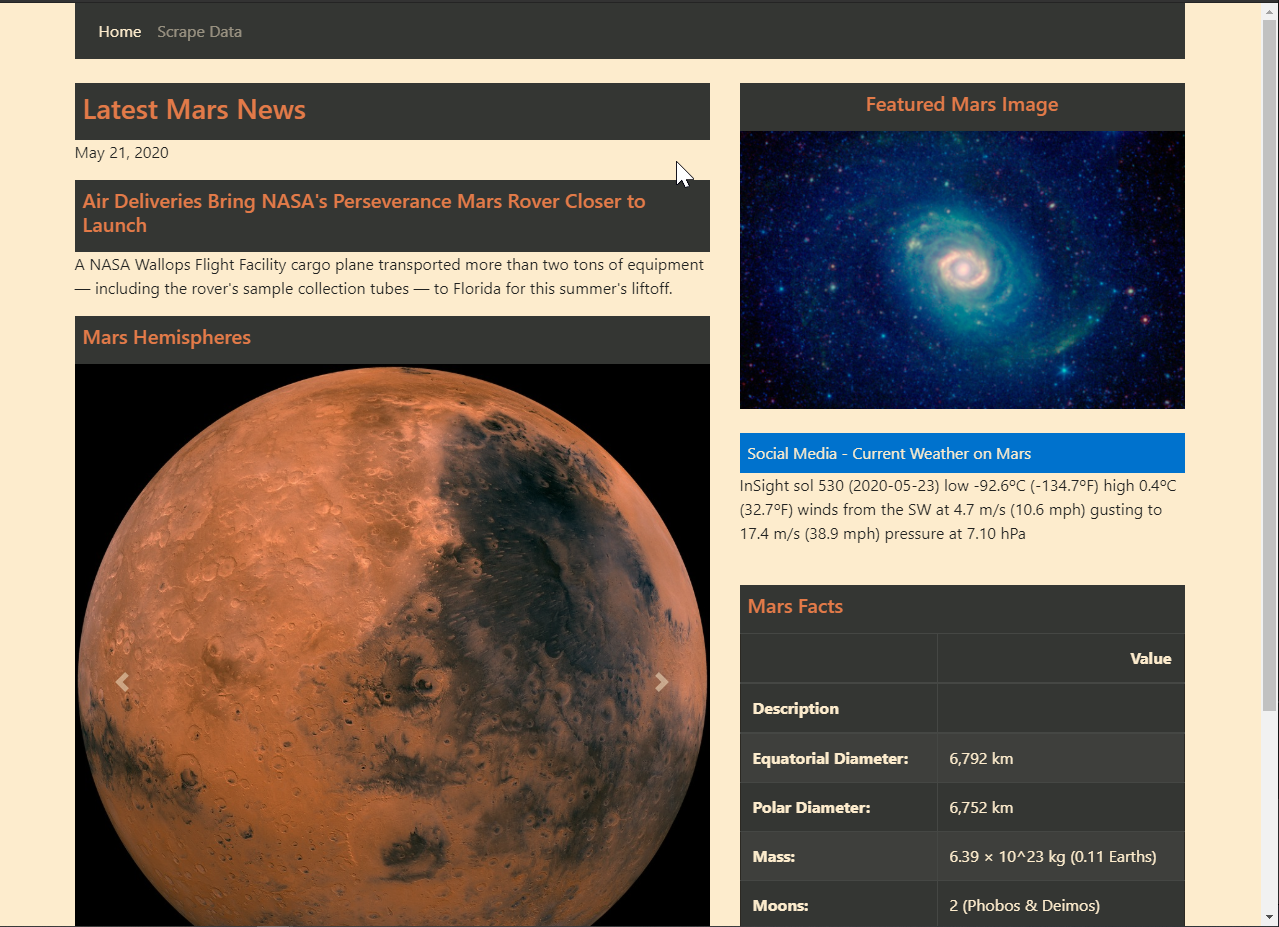 Home Scrape Data
Latest Mars News
May 21, 2020
Air Deliveries Bring NASA's Perseverance Mars Rover Closer to
Launch
A NASA Wallops Flight Facility cargo plane transported more than two tons of equipment
— including the rover's sample collection tubes — to Florida for this summer's liftoff.
Mars Hemispheres
Featured Mars Image
Social Media - Current Weather on Mars
InSight sol 530 (2020-05-23) low -92.6ºC (-134.7ºF) high 0.4ºC
(32.7ºF) winds from the SW at 4.7 m/s (10.6 mph) gusting to
17.4 m/s (38.9 mph) pressure at 7.10 hPa
Mars Facts
Value
Description
Equatorial Diameter: 6,792 km
Polar Diameter: 6,752 km
Mass: 6.39 × 10^23 kg (0.11 Earths)
Moons: 2 (Phobos & Deimos)